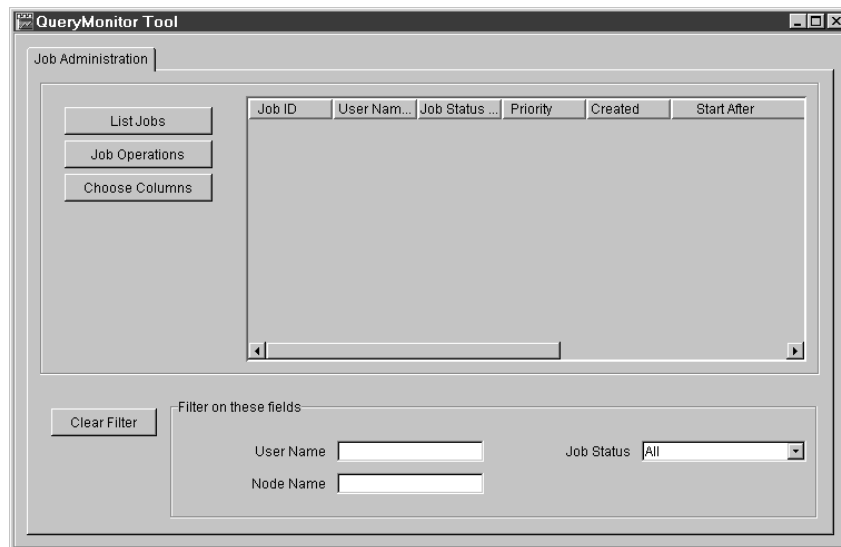 QueryMonitor Tool
Job Administration
List Jobs
Job Operations
Choose Columns
Job ID User Nam... Job Status ... Priority Created Start After
Clear Filter
Filter on these fields
User Name
Job Status All
Node Name